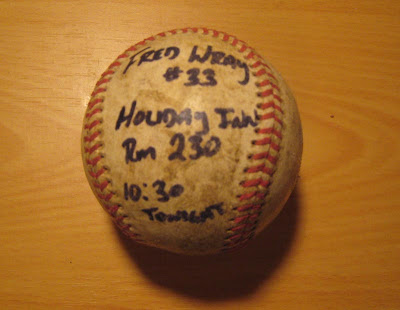 FRED WRAY
#33
HOLIDAY INN
Rm 230
10:30
TONIGHT